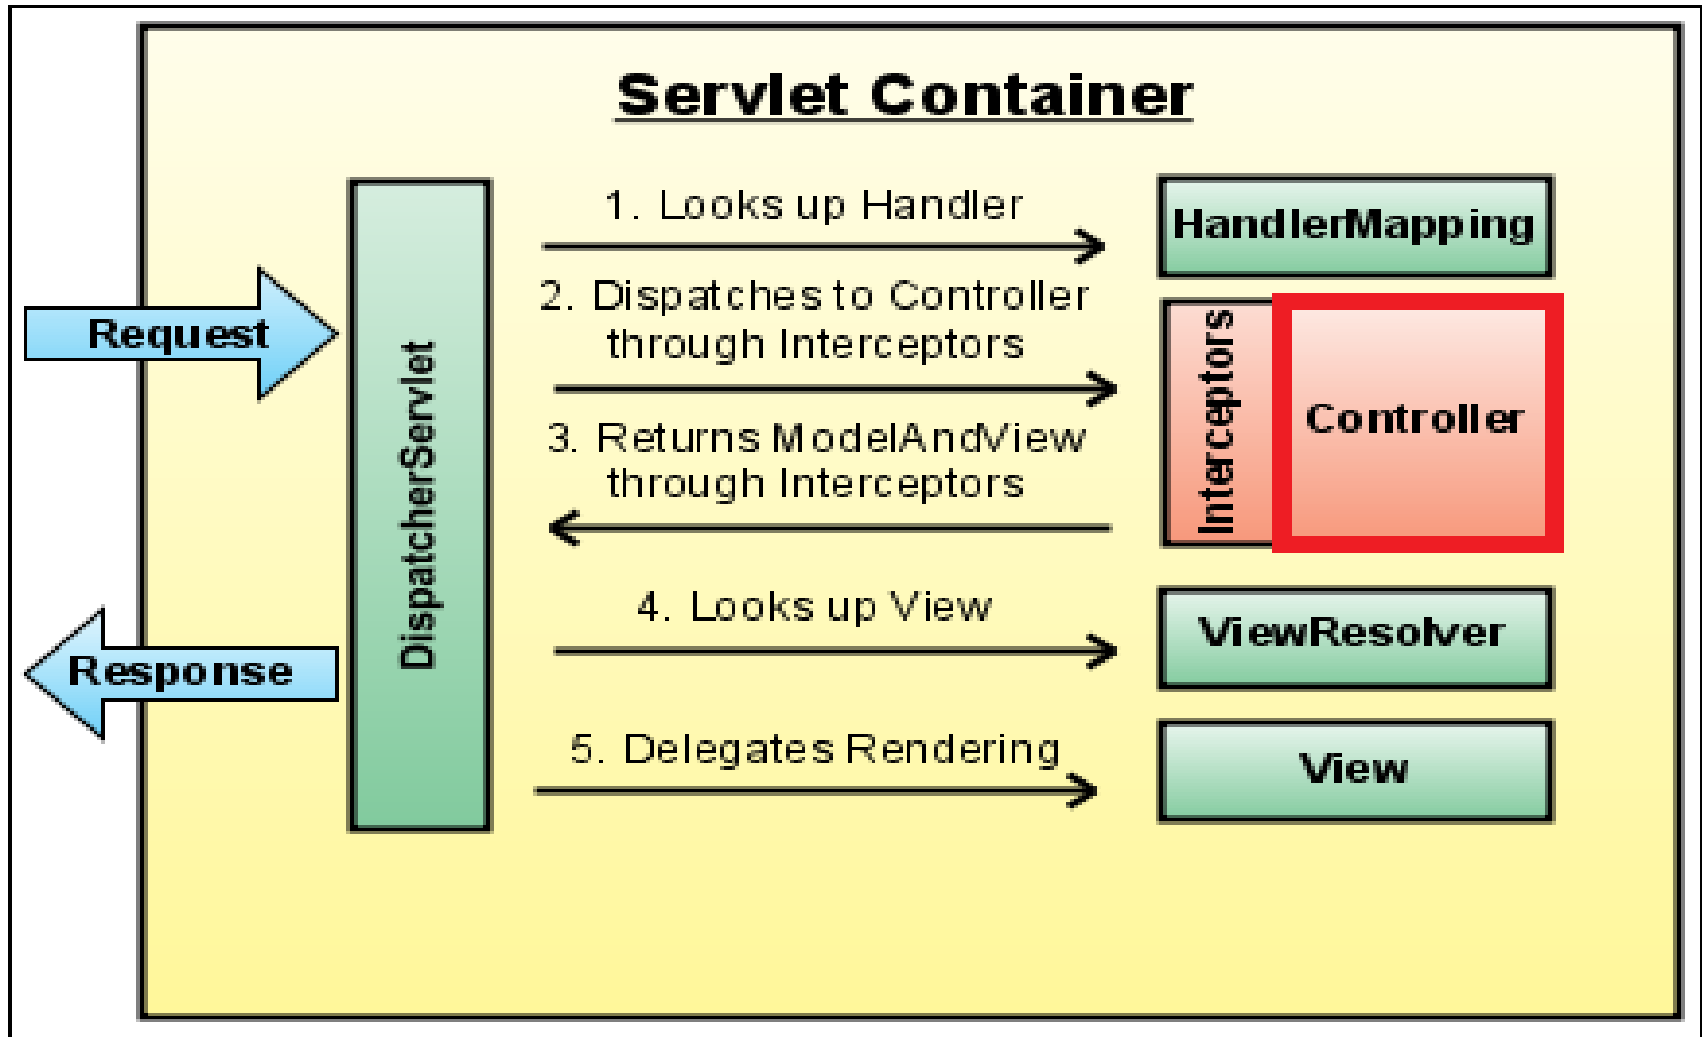 Servlet Container
1. Looks up Handler
HandlerMapping
Request
2. Dispatches to Controller
through Interceptors
DispatcherServlet
Interceptors
Controller
3. Returns ModelAndView
through Interceptors
4. Looks up View
ViewResolver
Response
5. Delegates Rendering
View